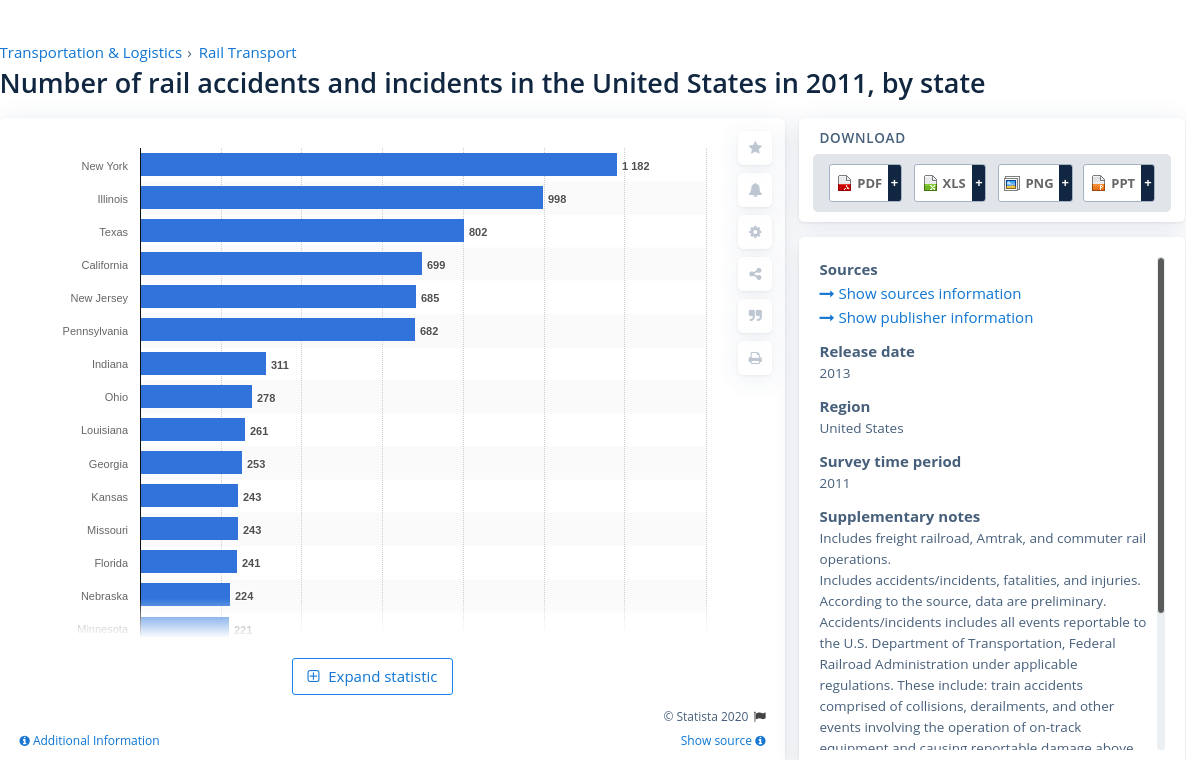 Transportation & Logistics › Rail Transport
Number of rail accidents and incidents in the United States in 2011, by state
New York 1 182
Illinois 998
Texas 802
California 699
New Jersey 685
Pennsylvania 682
Indiana 311
Ohio 278
Louisiana 261
Georgia 253
Kansas 243
Missouri 243
Florida 241
Nebraska 224
Minnesota 221
Expand statistic
© Statista 2020
Additional Information
Show source
DOWNLOAD
PDF + XLS + PNG + PPT +
Sources
Show sources information
Show publisher information
Release date
2013
Region
United States
Survey time period
2011
Supplementary notes
Includes freight railroad, Amtrak, and commuter rail
operations.
Includes accidents/incidents, fatalities, and injuries.
According to the source, data are preliminary.
Accidents/incidents includes all events reportable to
the U.S. Department of Transportation, Federal
Railroad Administration under applicable
regulations. These include: train accidents
comprised of collisions, derailments, and other
events involving the operation of on-track
equipment and causing reportable damage above